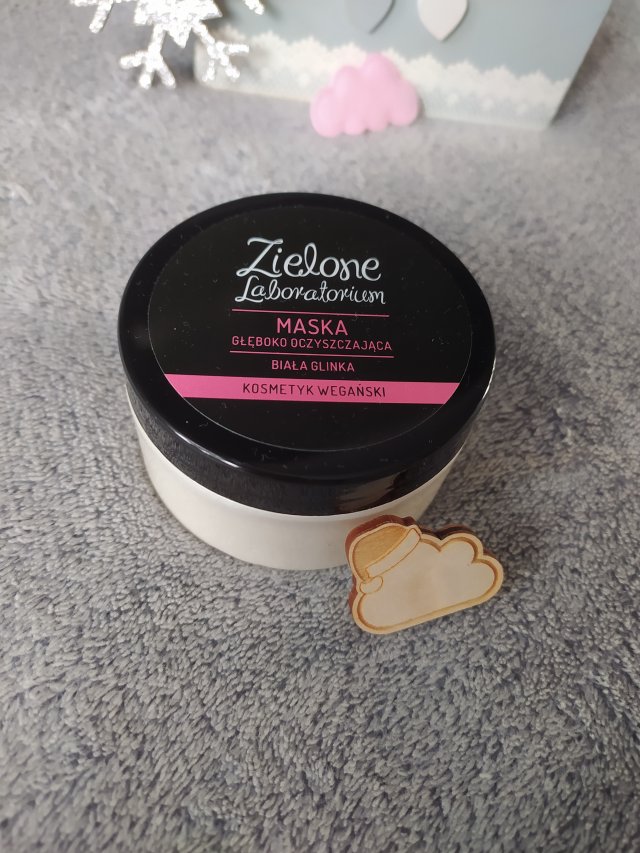 Zielone
Laboratorium
MASKA
GŁĘBOKO OCZYSZCZAJĄCA
BIAŁA GLINKA
KOSMETYK WEGAŃSKI